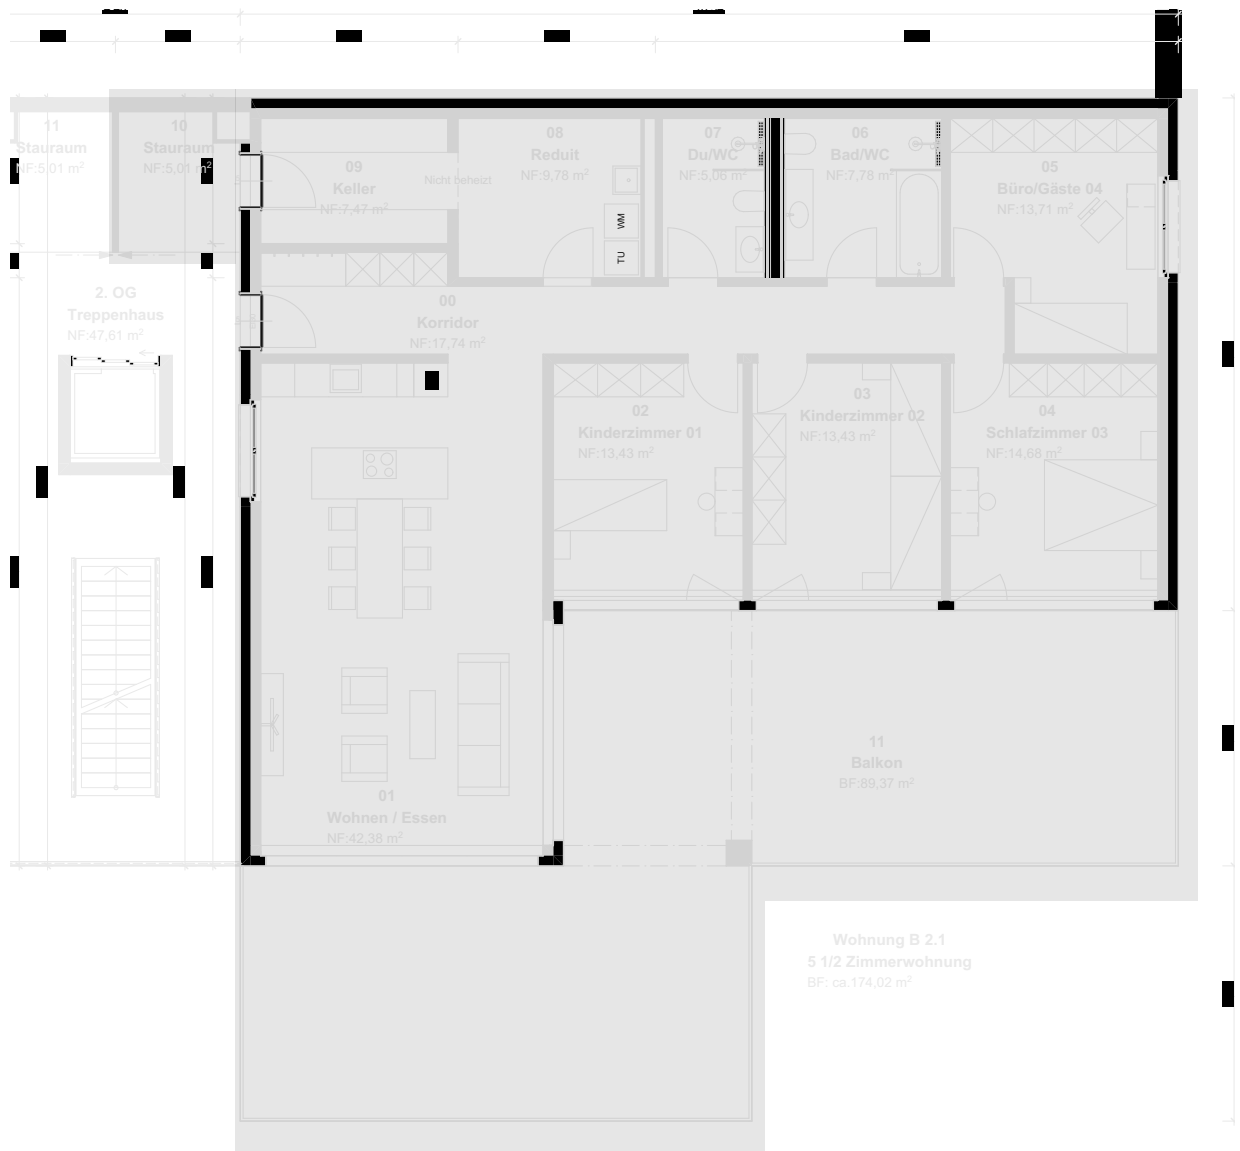 11
Stauraum
NF:5,01 m²
10
Stauraum
NF:5,01 m²
09
Keller
NF:7,47 m²
Nicht beheizt
08
Reduit
NF:9,78 m²
WM
TU
07
Du/WC
NF:5,06 m²
06
Bad/WC
NF:7,78 m²
05
Büro/Gäste 04
NF:13,71 m²
2. OG
Treppenhaus
NF:47,61 m²
00
Korridor
NF:17,74 m²
02
Kinderzimmer 01
NF:13,43 m²
03
Kinderzimmer 02
NF:13,43 m²
04
Schlafzimmer 03
NF:14,68 m²
01
Wohnen / Essen
NF:42,38 m²
11
Balkon
BF:89,37 m²
Wohnung B 2.1
5 1/2 Zimmerwohnung
BF: ca.174,02 m²